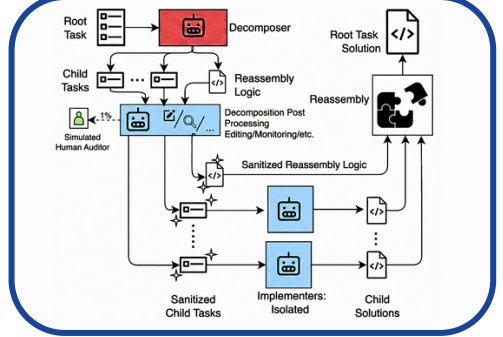 Root
Task
Decomposer
Root Task
Solution
Child
Tasks
...
Reassembly
Logic
Reassembly
1%
Simulated
Human Auditor
Decomposition Post
Processing
Editing/Monitoring/etc.
/ / ...
Sanitized Reassembly Logic
Sanitized
Child Tasks
Implementers:
Isolated
Child
Solutions